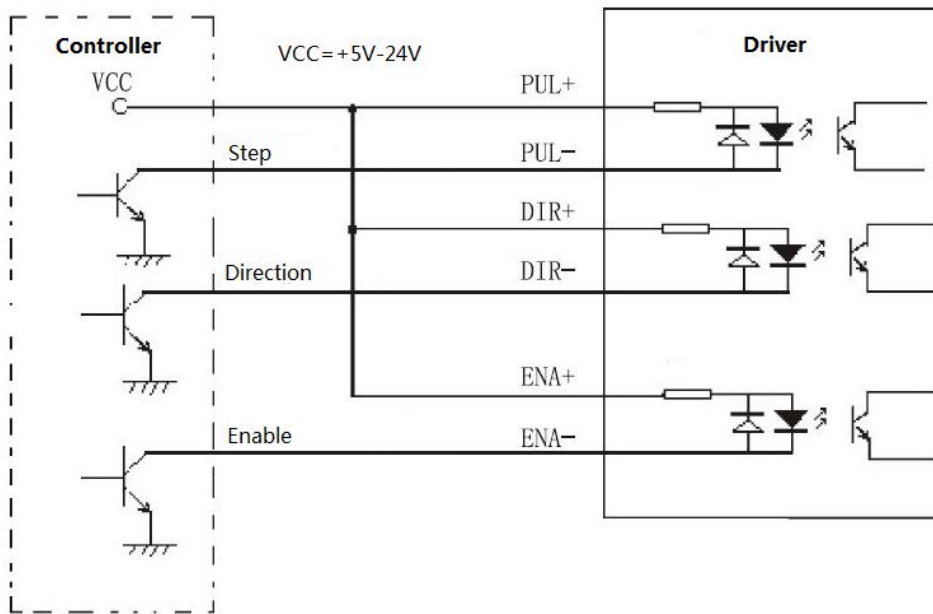 Controller
VCC=+5V-24V
Driver
VCC
PUL+
Step
PUL-
DIR+
Direction
DIR-
ENA+
Enable
ENA-